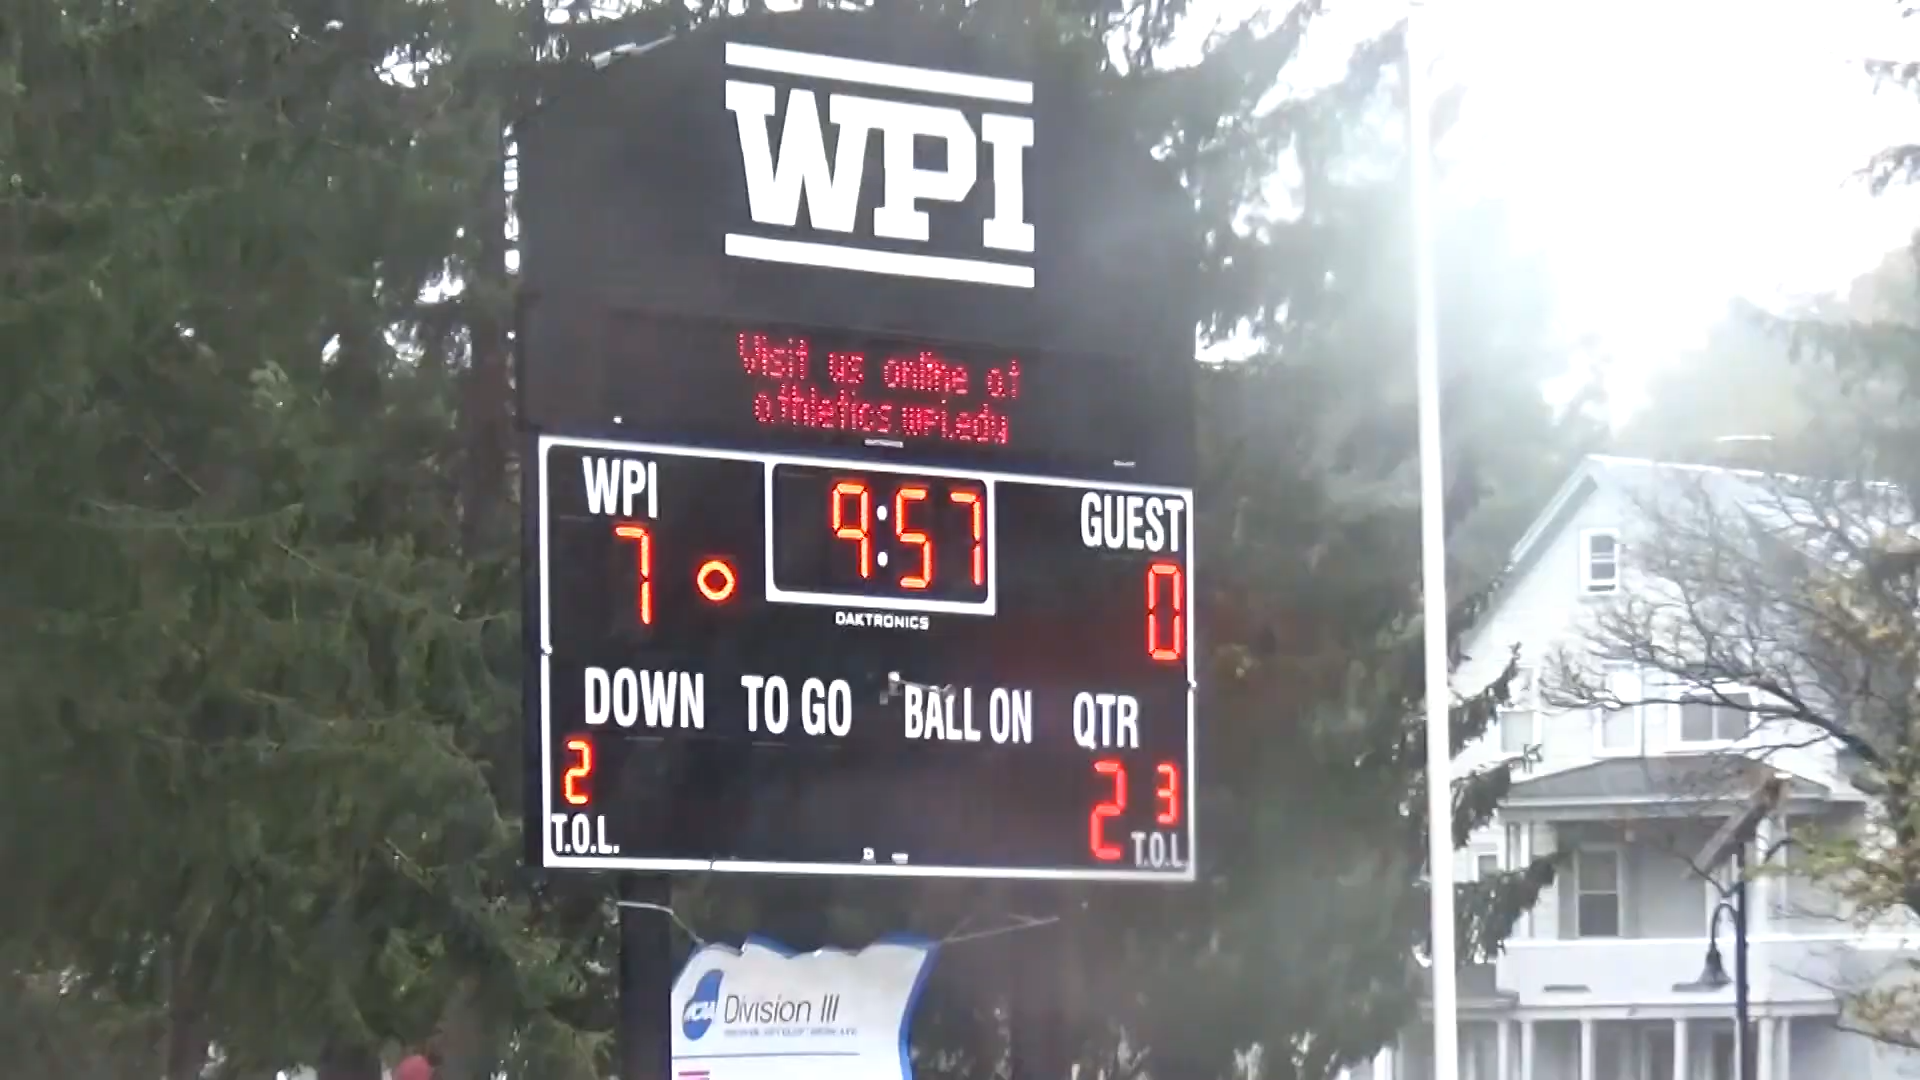 WPI
Visit us online at
athletics.wpi.edu
WPI 9:57 GUEST
7 0
DAKTRONICS
DOWN TO GO BALL ON QTR
2 2 3
T.O.L. T.O.L.
NCAA Division III